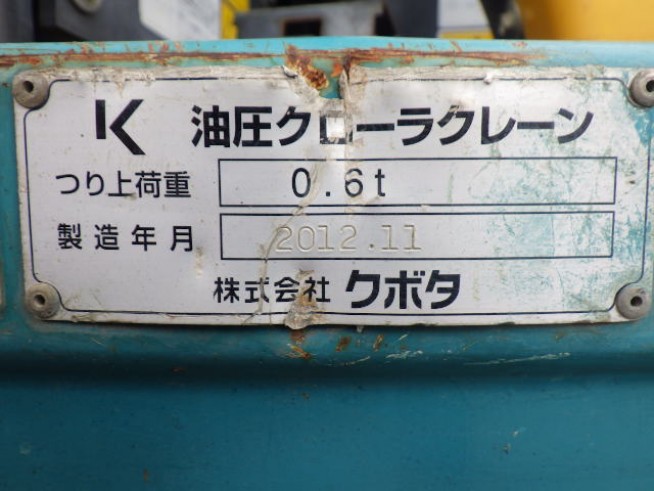 K 油圧クローラクレーン
つり上荷重 0.6t
製造年月 2012.11
株式会社 クボタ